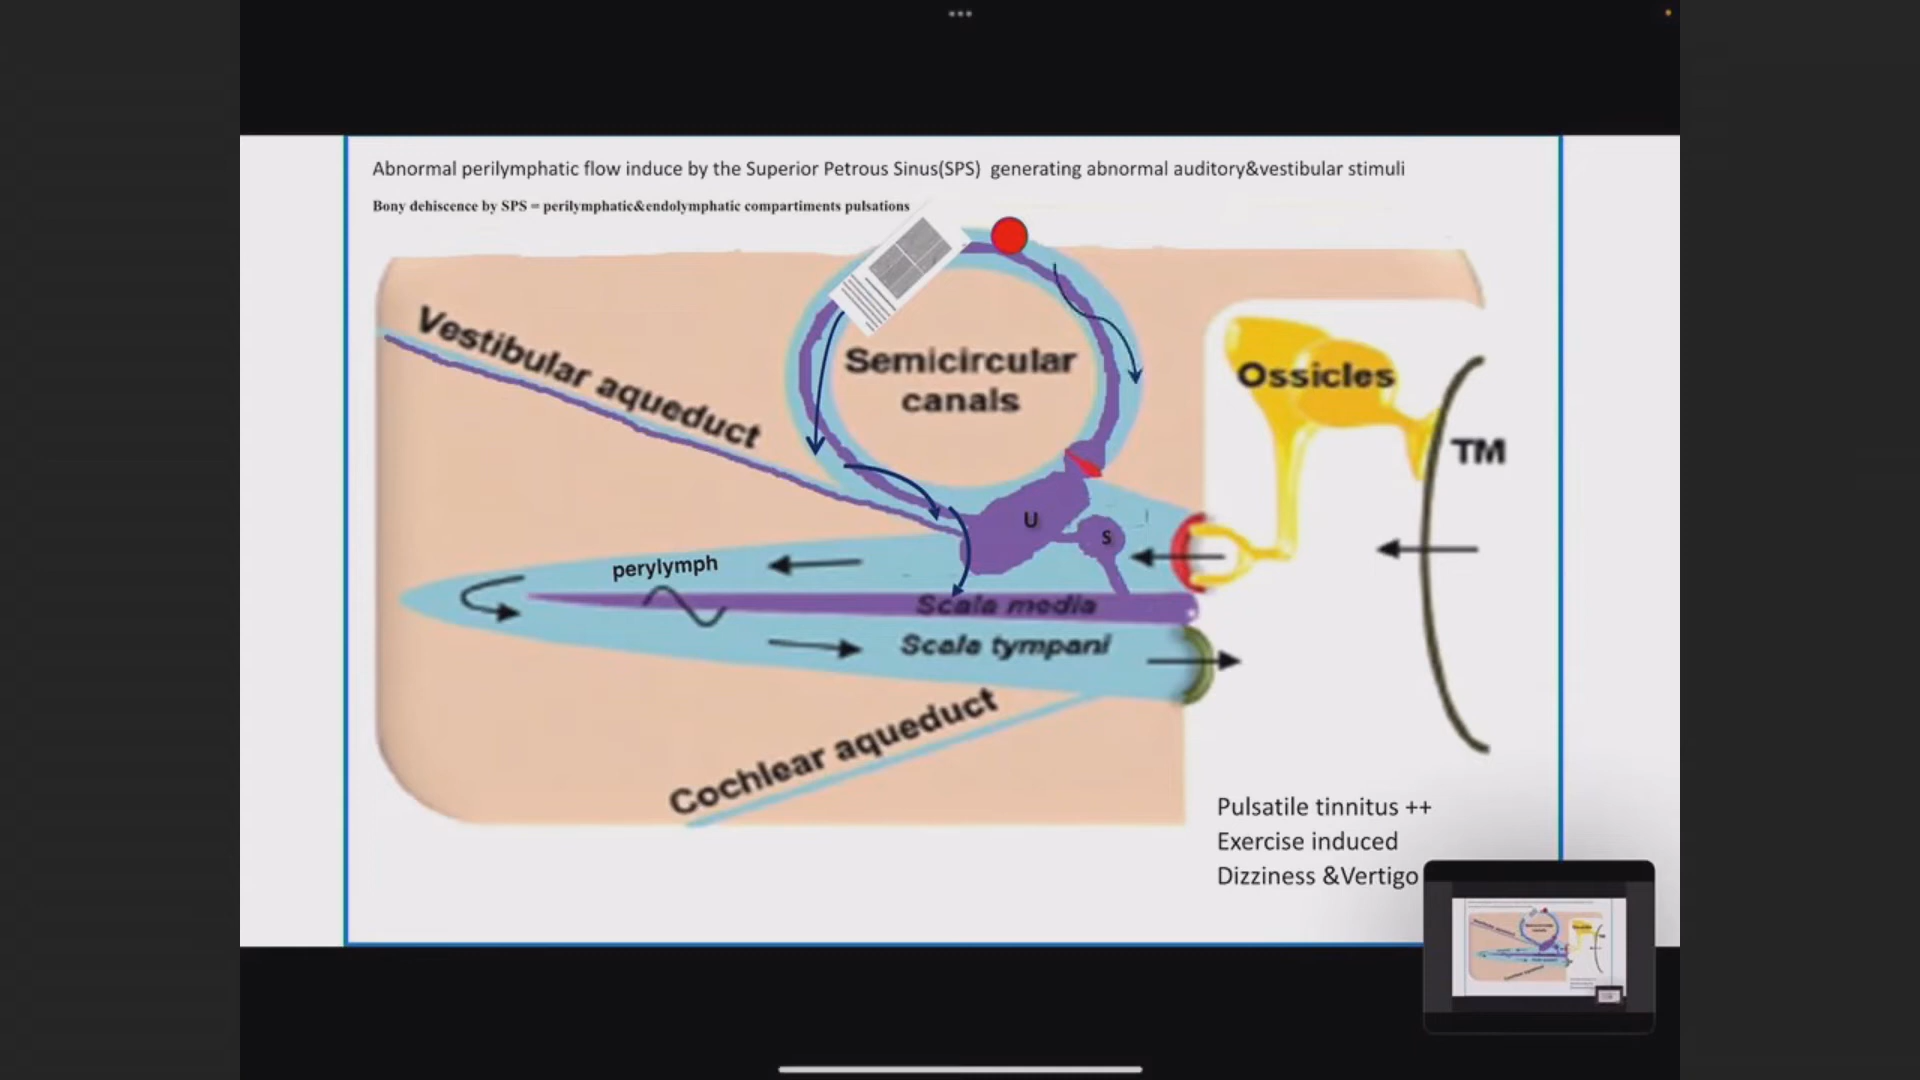 Abnormal perilymphatic flow induce by the Superior Petrous Sinus(SPS) generating abnormal auditory&vestibular stimuli
Bony dehiscence by SPS = perilymphatic&endolymphatic compartiments pulsations
Vestibular aqueduct
Semicircular
canals
Ossicles
TM
U
S
perylymph
Scala media
Scala tympani
Cochlear aqueduct
Pulsatile tinnitus ++
Exercise induced
Dizziness &Vertigo